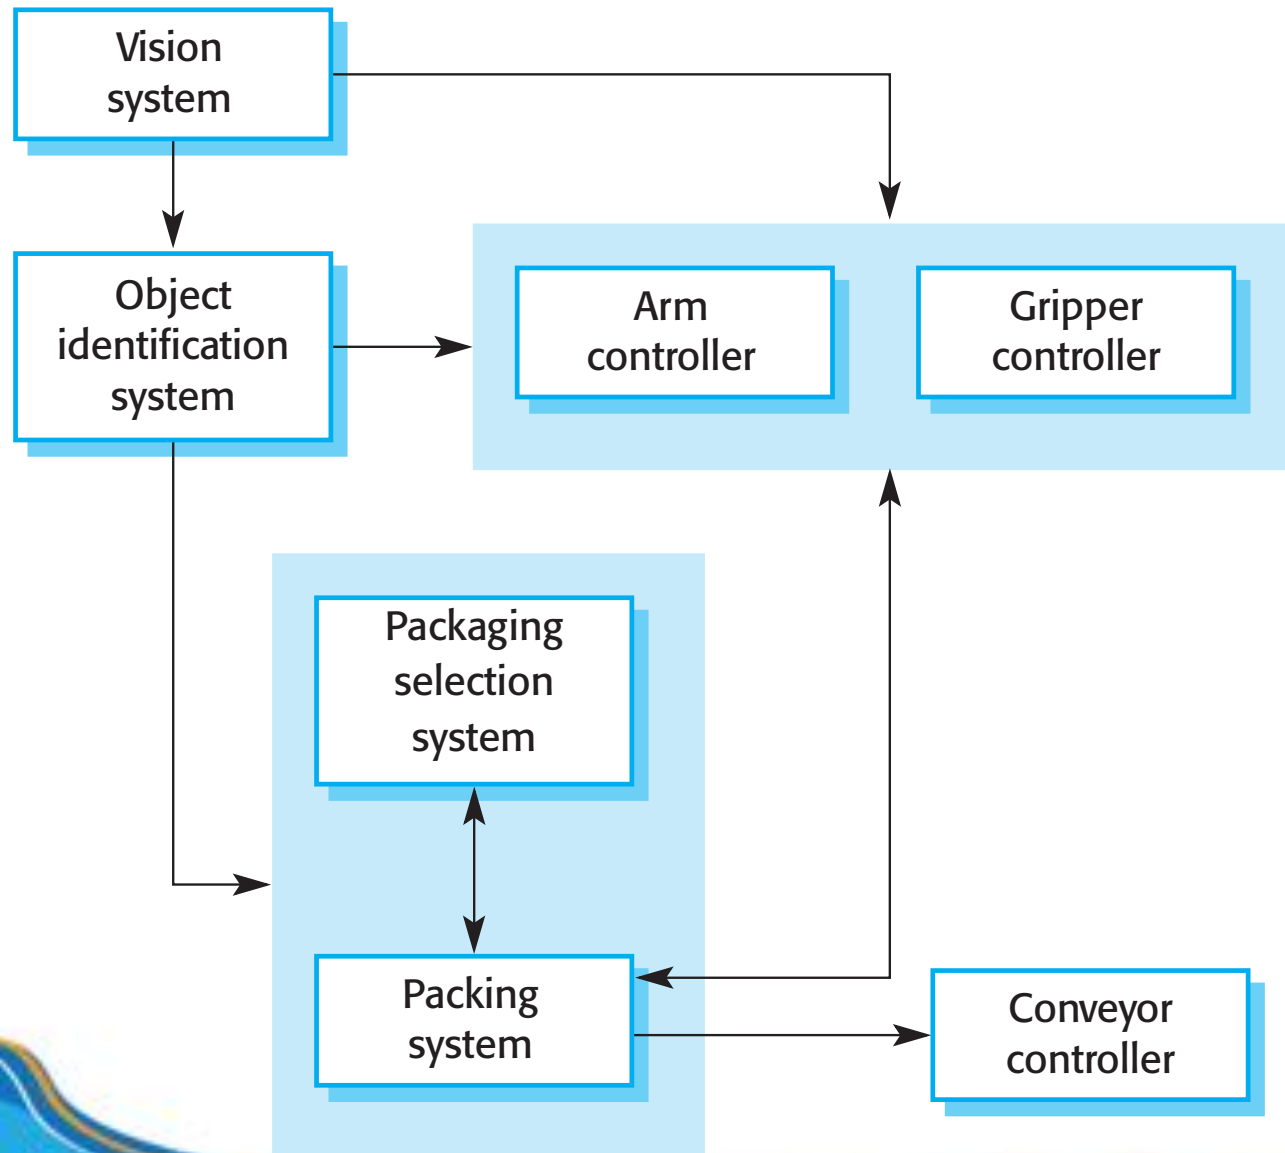 Vision
system
Object
identification
system
Arm
controller
Gripper
controller
Packaging
selection
system
Packing
system
Conveyor
controller